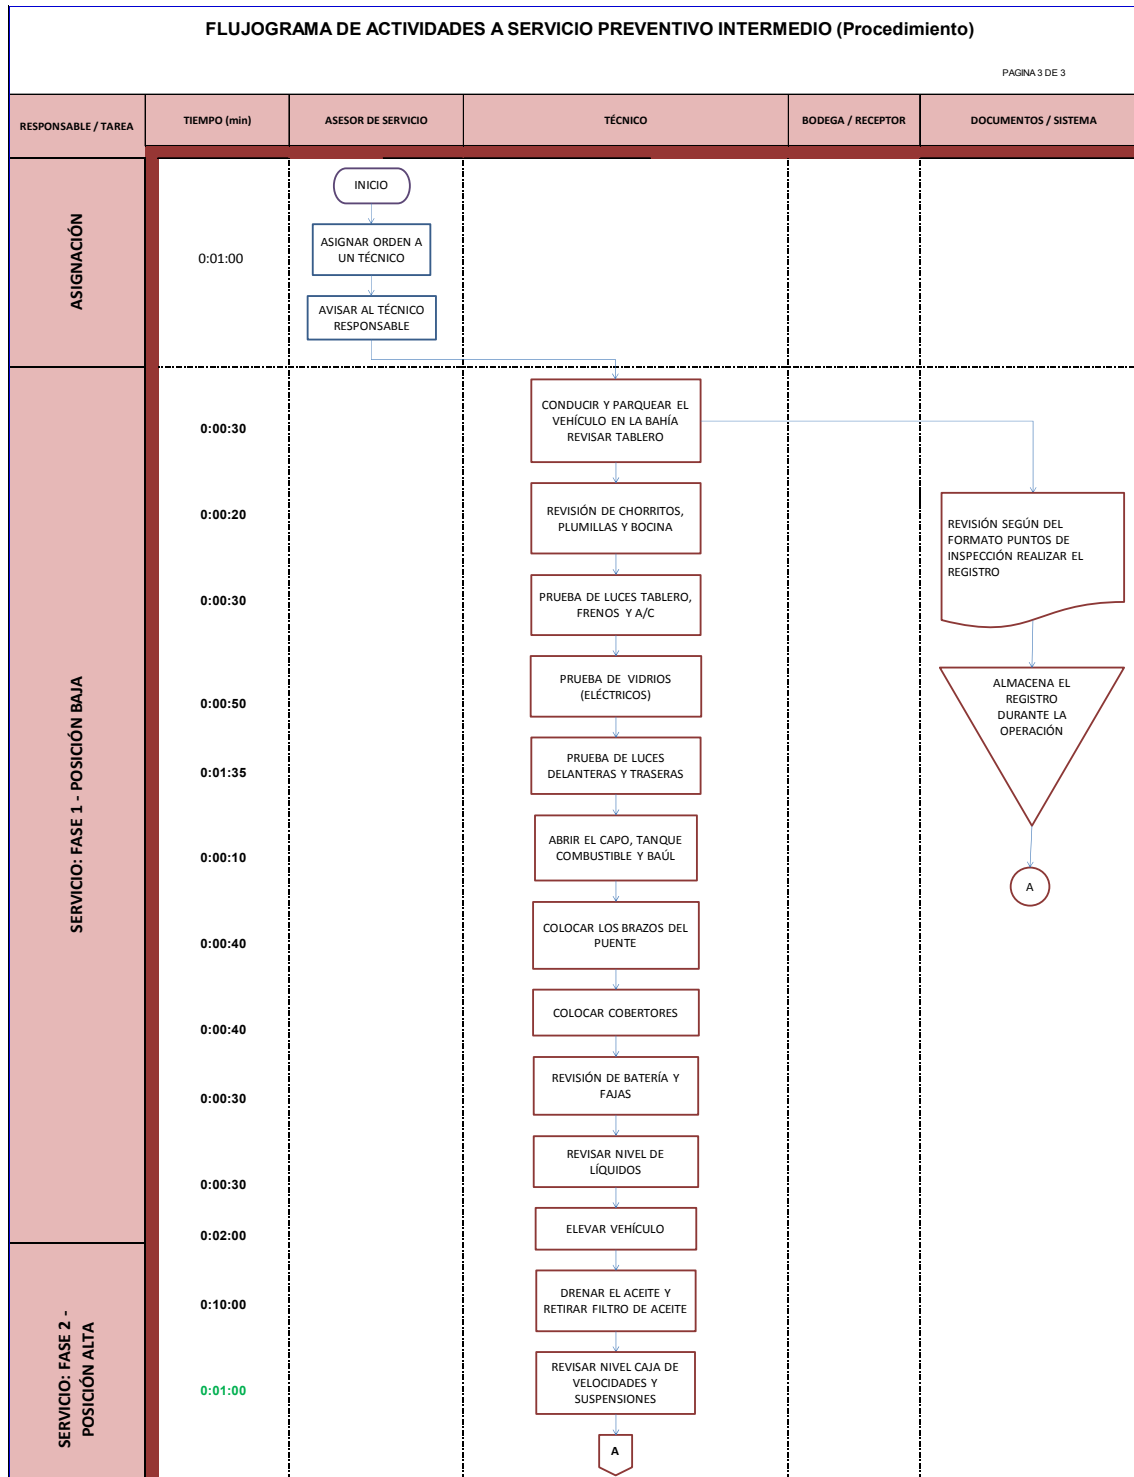 FLUJOGRAMA DE ACTIVIDADES A SERVICIO PREVENTIVO INTERMEDIO (Procedimiento)
PAGINA 3 DE 3
RESPONSABLE / TAREA
TIEMPO (min)
ASESOR DE SERVICIO
TÉCNICO
BODEGA / RECEPTOR
DOCUMENTOS / SISTEMA
ASIGNACIÓN
0:01:00
INICIO
ASIGNAR ORDEN A
UN TÉCNICO
AVISAR AL TÉCNICO
RESPONSABLE
SERVICIO: FASE 1 - POSICIÓN BAJA
0:00:30
CONDUCIR Y PARQUEAR EL
VEHÍCULO EN LA BAHÍA
REVISAR TABLERO
0:00:20
REVISIÓN DE CHORRITOS,
PLUMILLAS Y BOCINA
REVISIÓN SEGÚN DEL
FORMATO PUNTOS DE
INSPECCIÓN REALIZAR EL
REGISTRO
0:00:30
PRUEBA DE LUCES TABLERO,
FRENOS Y A/C
0:00:50
PRUEBA DE VIDRIOS
(ELÉCTRICOS)
ALMACENA EL
REGISTRO
DURANTE LA
OPERACIÓN
0:01:35
PRUEBA DE LUCES
DELANTERAS Y TRASERAS
0:00:10
ABRIR EL CAPO, TANQUE
COMBUSTIBLE Y BAÚL
A
0:00:40
COLOCAR LOS BRAZOS DEL
PUENTE
0:00:40
COLOCAR COBERTORES
0:00:30
REVISIÓN DE BATERÍA Y
FAJAS
0:00:30
REVISAR NIVEL DE
LÍQUIDOS
0:02:00
ELEVAR VEHÍCULO
SERVICIO: FASE 2 -
POSICIÓN ALTA
0:10:00
DRENAR EL ACEITE Y
RETIRAR FILTRO DE ACEITE
0:01:00
REVISAR NIVEL CAJA DE
VELOCIDADES Y
SUSPENSIONES
A